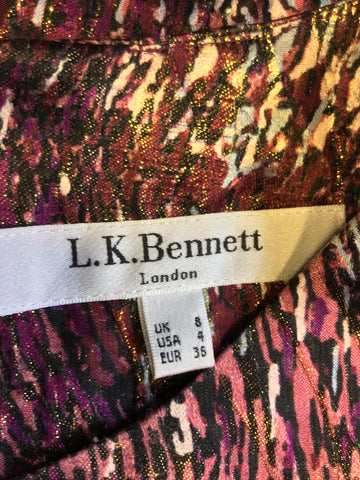 L.K.Bennett
London
UK 8
USA 4
EUR 36